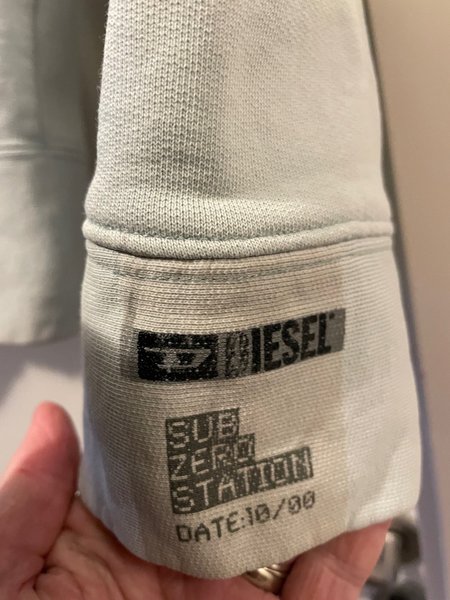 D DIESEL
SUB
ZERO
STATION
DATE:10/00